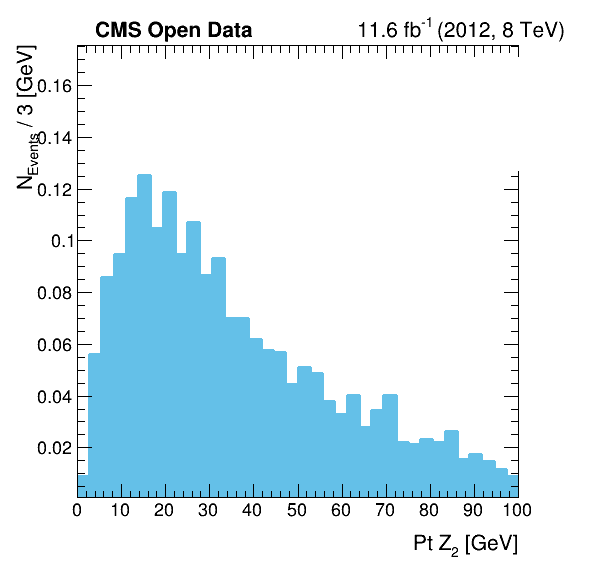 CMS Open Data
11.6 fb⁻¹ (2012, 8 TeV)
N_Events / 3 [GeV]
0.16
0.14
0.12
0.1
0.08
0.06
0.04
0.02
0 10 20 30 40 50 60 70 80 90 100
Pt Z₂ [GeV]